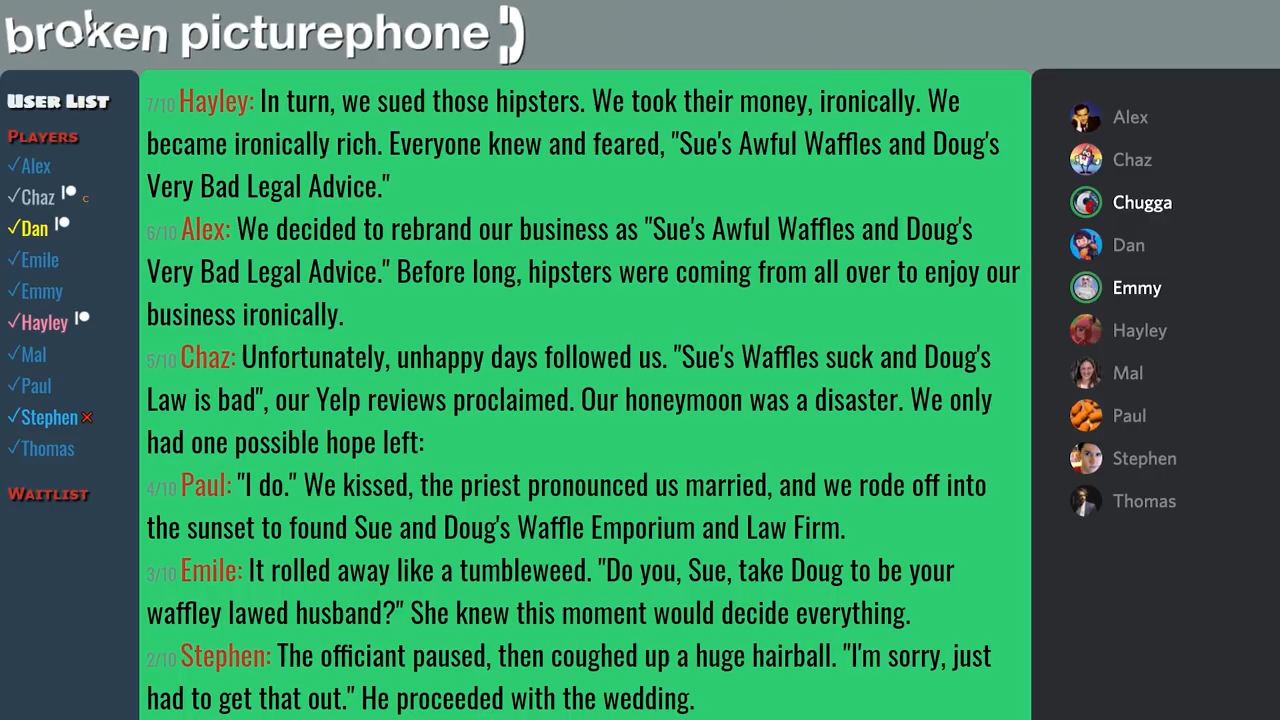 broken picturephone
USER LIST
PLAYERS
✓Alex
✓Chaz c
✓Dan
✓Emile
✓Emmy
✓Hayley
✓Mal
✓Paul
✓Stephen ✗
✓Thomas
WAITLIST
7/10 Hayley: In turn, we sued those hipsters. We took their money, ironically. We
became ironically rich. Everyone knew and feared, "Sue's Awful Waffles and Doug's
Very Bad Legal Advice."
6/10 Alex: We decided to rebrand our business as "Sue's Awful Waffles and Doug's
Very Bad Legal Advice." Before long, hipsters were coming from all over to enjoy our
business ironically.
5/10 Chaz: Unfortunately, unhappy days followed us. "Sue's Waffles suck and Doug's
Law is bad", our Yelp reviews proclaimed. Our honeymoon was a disaster. We only
had one possible hope left:
4/10 Paul: "I do." We kissed, the priest pronounced us married, and we rode off into
the sunset to found Sue and Doug's Waffle Emporium and Law Firm.
3/10 Emile: It rolled away like a tumbleweed. "Do you, Sue, take Doug to be your
waffley lawed husband?" She knew this moment would decide everything.
2/10 Stephen: The officiant paused, then coughed up a huge hairball. "I'm sorry, just
had to get that out." He proceeded with the wedding.
Alex
Chaz
Chugga
Dan
Emmy
Hayley
Mal
Paul
Stephen
Thomas